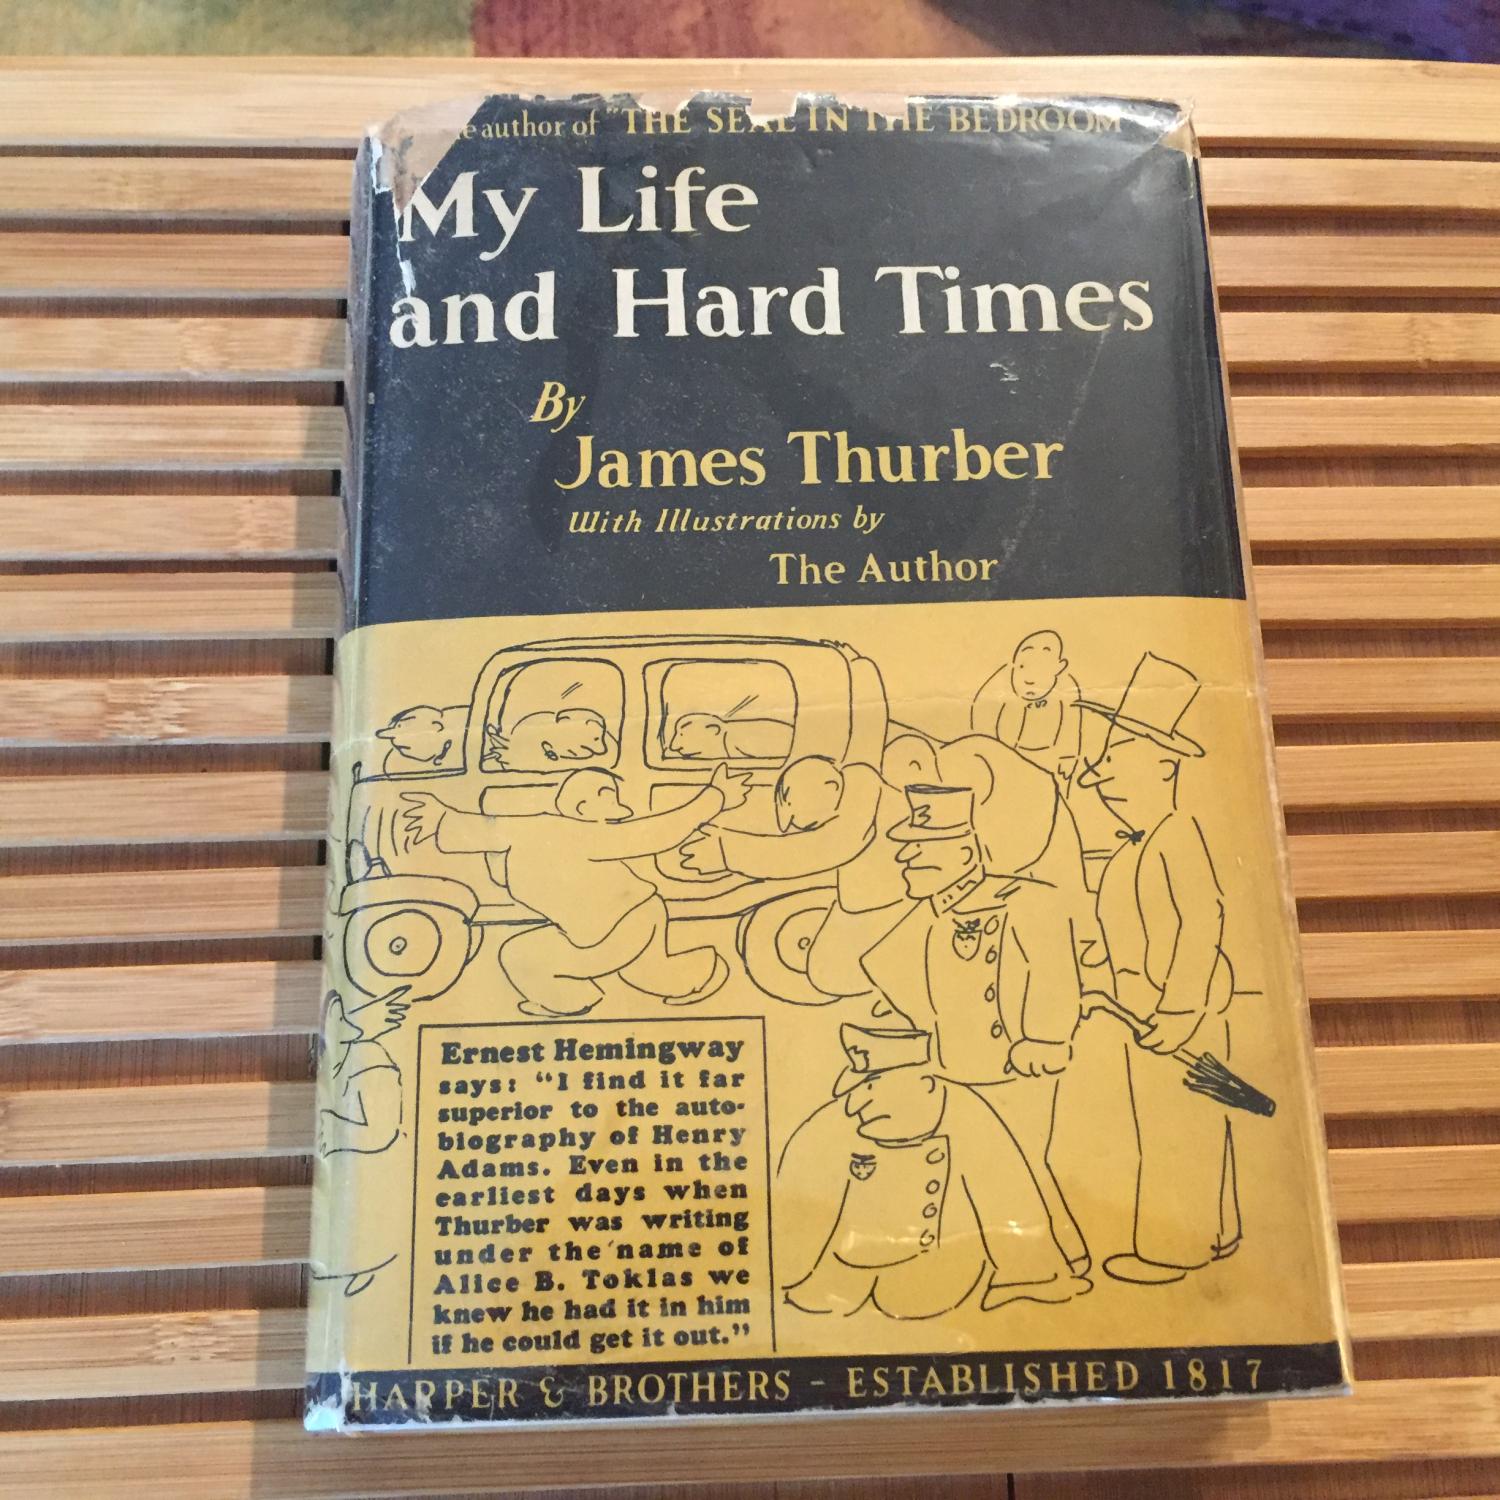 author of "THE SEAL IN THE BEDROOM"
My Life
and Hard Times
By
James Thurber
With Illustrations by
The Author
Ernest Hemingway
says: "I find it far
superior to the auto-
biography of Henry
Adams. Even in the
earliest days when
Thurber was writing
under the name of
Alice B. Toklas we
knew he had it in him
if he could get it out."
HARPER & BROTHERS - ESTABLISHED 1817